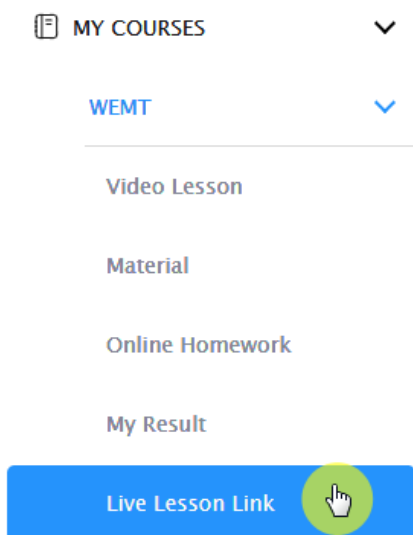 MY COURSES
WEMT
Video Lesson
Material
Online Homework
My Result
Live Lesson Link